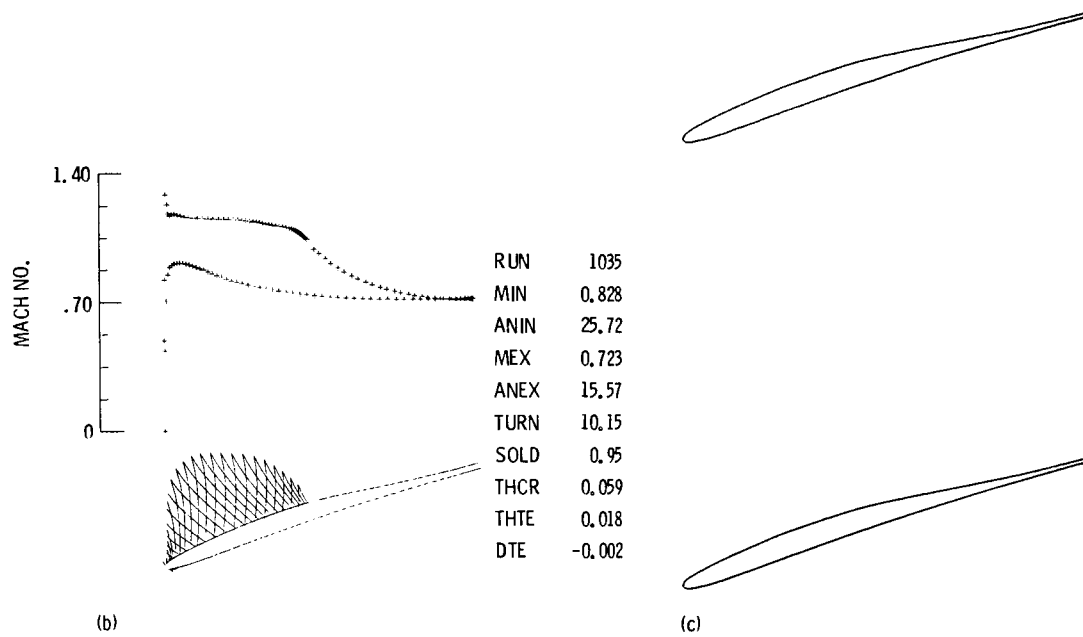 1.40
MACH NO.
.70
0
RUN 1035
MIN 0.828
ANIN 25.72
MEX 0.723
ANEX 15.57
TURN 10.15
SOLD 0.95
THCR 0.059
THTE 0.018
DTE -0.002
(b)
(c)